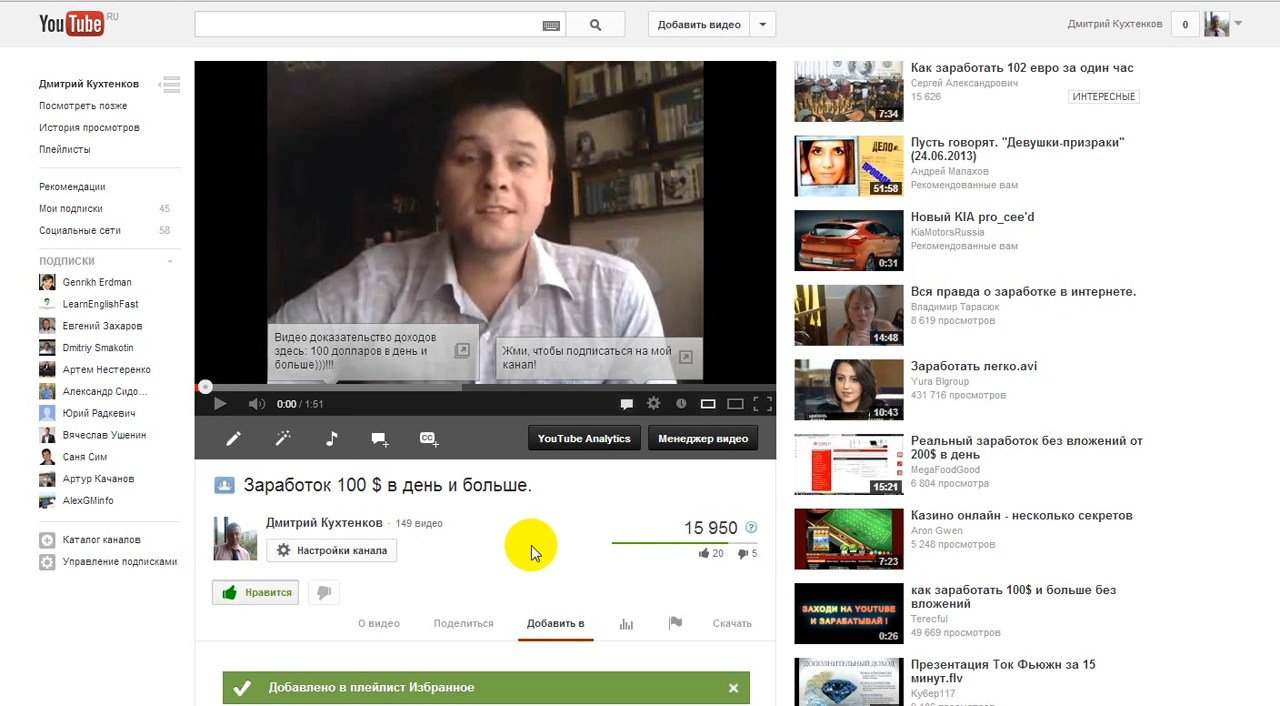 YouTube RU
Добавить видео
Дмитрий Кухтенков 0
Дмитрий Кухтенков
Посмотреть позже
История просмотров
Плейлисты
Рекомендации
Мои подписки 45
Социальные сети 58
ПОДПИСКИ
Genrikh Erdman
LearnEnglishFast
Евгений Захаров
Dmitriy Smakotin
Артем Нестеренко
Александр Сидо...
Юрий Радкевич
Вячеслав Ушенин
Саня Сим
Артур Качанов
AlexGMinfo
Каталог каналов
Управление подписками
Видео доказательство доходов
здесь: 100 долларов в день и
больше)))!!!
Жми, чтобы подписаться на мой
канал!
0:00 / 1:51
CC
YouTube Analytics
Менеджер видео
Заработок 100 $ в день и больше.
Дмитрий Кухтенков · 149 видео
Настройки канала
15 950 ?
20 5
Нравится
О видео Поделиться Добавить в Скачать
Добавлено в плейлист Избранное
Как заработать 102 евро за один час
Сергей Александрович
15 626 ИНТЕРЕСНЫЕ
7:34
Пусть говорят. "Девушки-призраки"
(24.06.2013)
Андрей Малахов
Рекомендованные вам
51:58
Новый KIA pro_cee'd
KiaMotorsRussia
Рекомендованные вам
0:31
Вся правда о заработке в интернете.
Владимир Тарасюк
8 619 просмотров
14:48
Заработать легко.avi
Yura Blgroup
431 716 просмотров
10:43
Реальный заработок без вложений от
200$ в день
MegaFoodGood
6 804 просмотра
15:21
Казино онлайн - несколько секретов
Aron Gwen
5 248 просмотров
7:23
как заработать 100$ и больше без
вложений
Terecful
49 669 просмотров
ЗАХОДИ НА YOUTUBE
И ЗАРАБАТЫВАЙ !
0:26
Презентация Ток Фьюжн за 15
минут.flv
Ку6ер117
ДОПОЛНИТЕЛЬНЫЙ ДОХОД